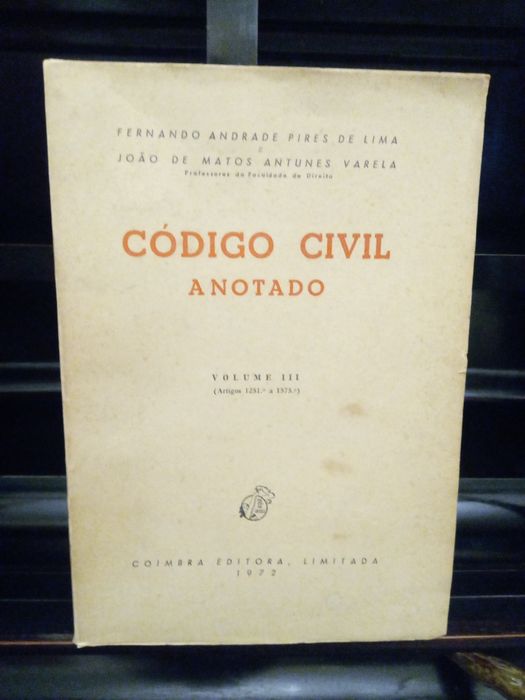 FERNANDO ANDRADE PIRES DE LIMA
E
JOÃO DE MATOS ANTUNES VARELA
Professores da Faculdade de Direito
CÓDIGO CIVIL
ANOTADO
VOLUME III
(Artigos 1251.º a 1575.º)
COIMBRA EDITORA, LIMITADA
1972